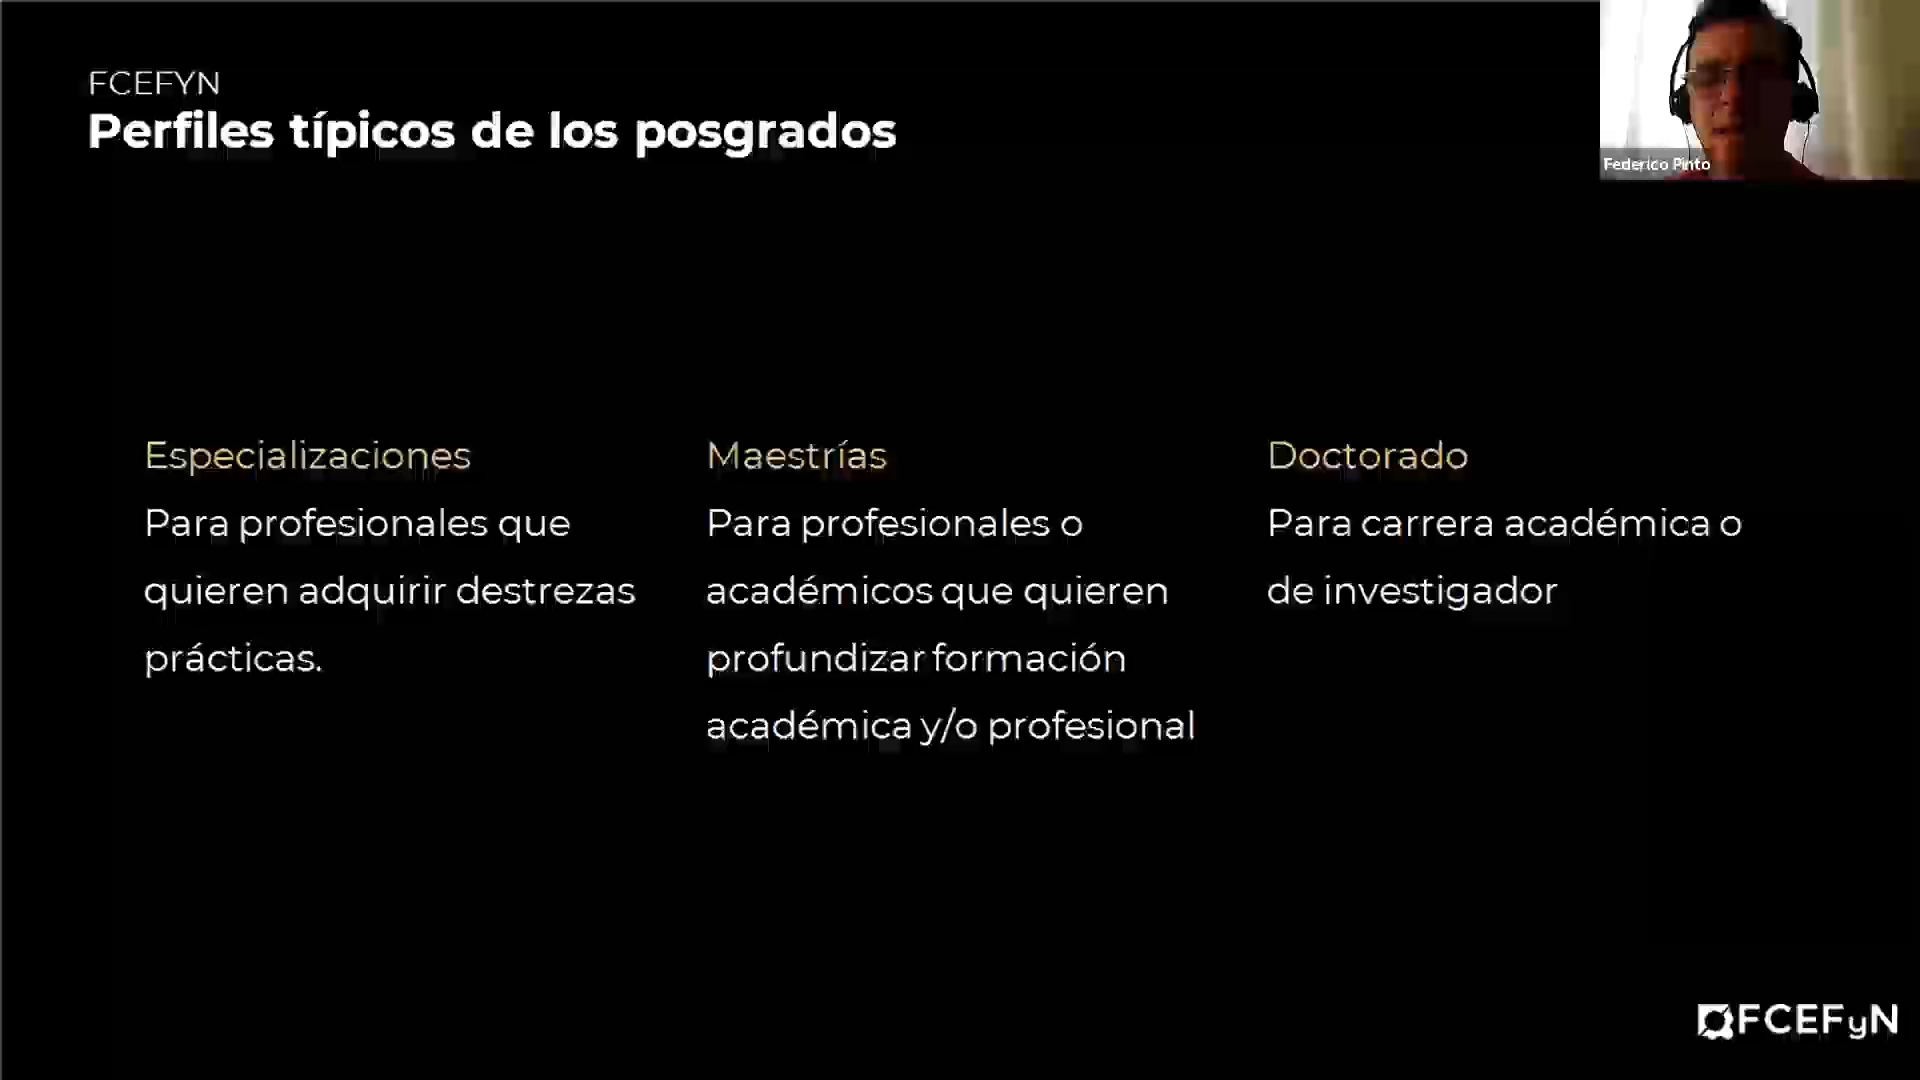 FCEFYN
Perfiles típicos de los posgrados
Federico Pinto
Especializaciones
Para profesionales que
quieren adquirir destrezas
prácticas.
Maestrías
Para profesionales o
académicos que quieren
profundizar formación
académica y/o profesional
Doctorado
Para carrera académica o
de investigador
FCEFyN